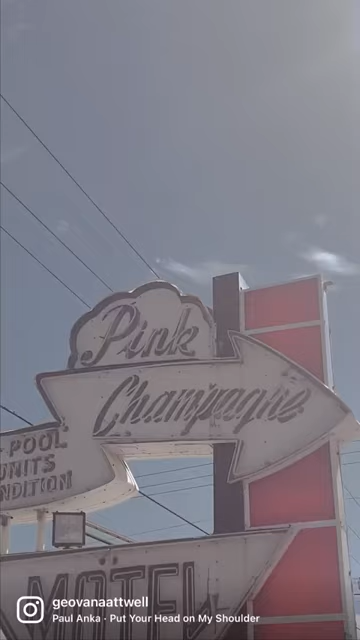 Pink
Champagne
POOL
UNITS
NDITION
MOTEL
geovanaattwell
Paul Anka · Put Your Head on My Shoulder